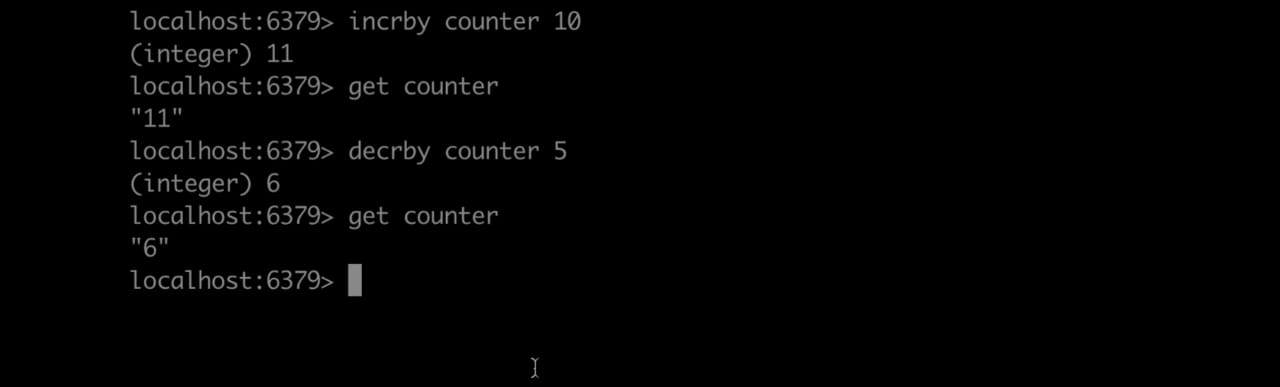 localhost:6379> incrby counter 10
(integer) 11
localhost:6379> get counter
"11"
localhost:6379> decrby counter 5
(integer) 6
localhost:6379> get counter
"6"
localhost:6379>